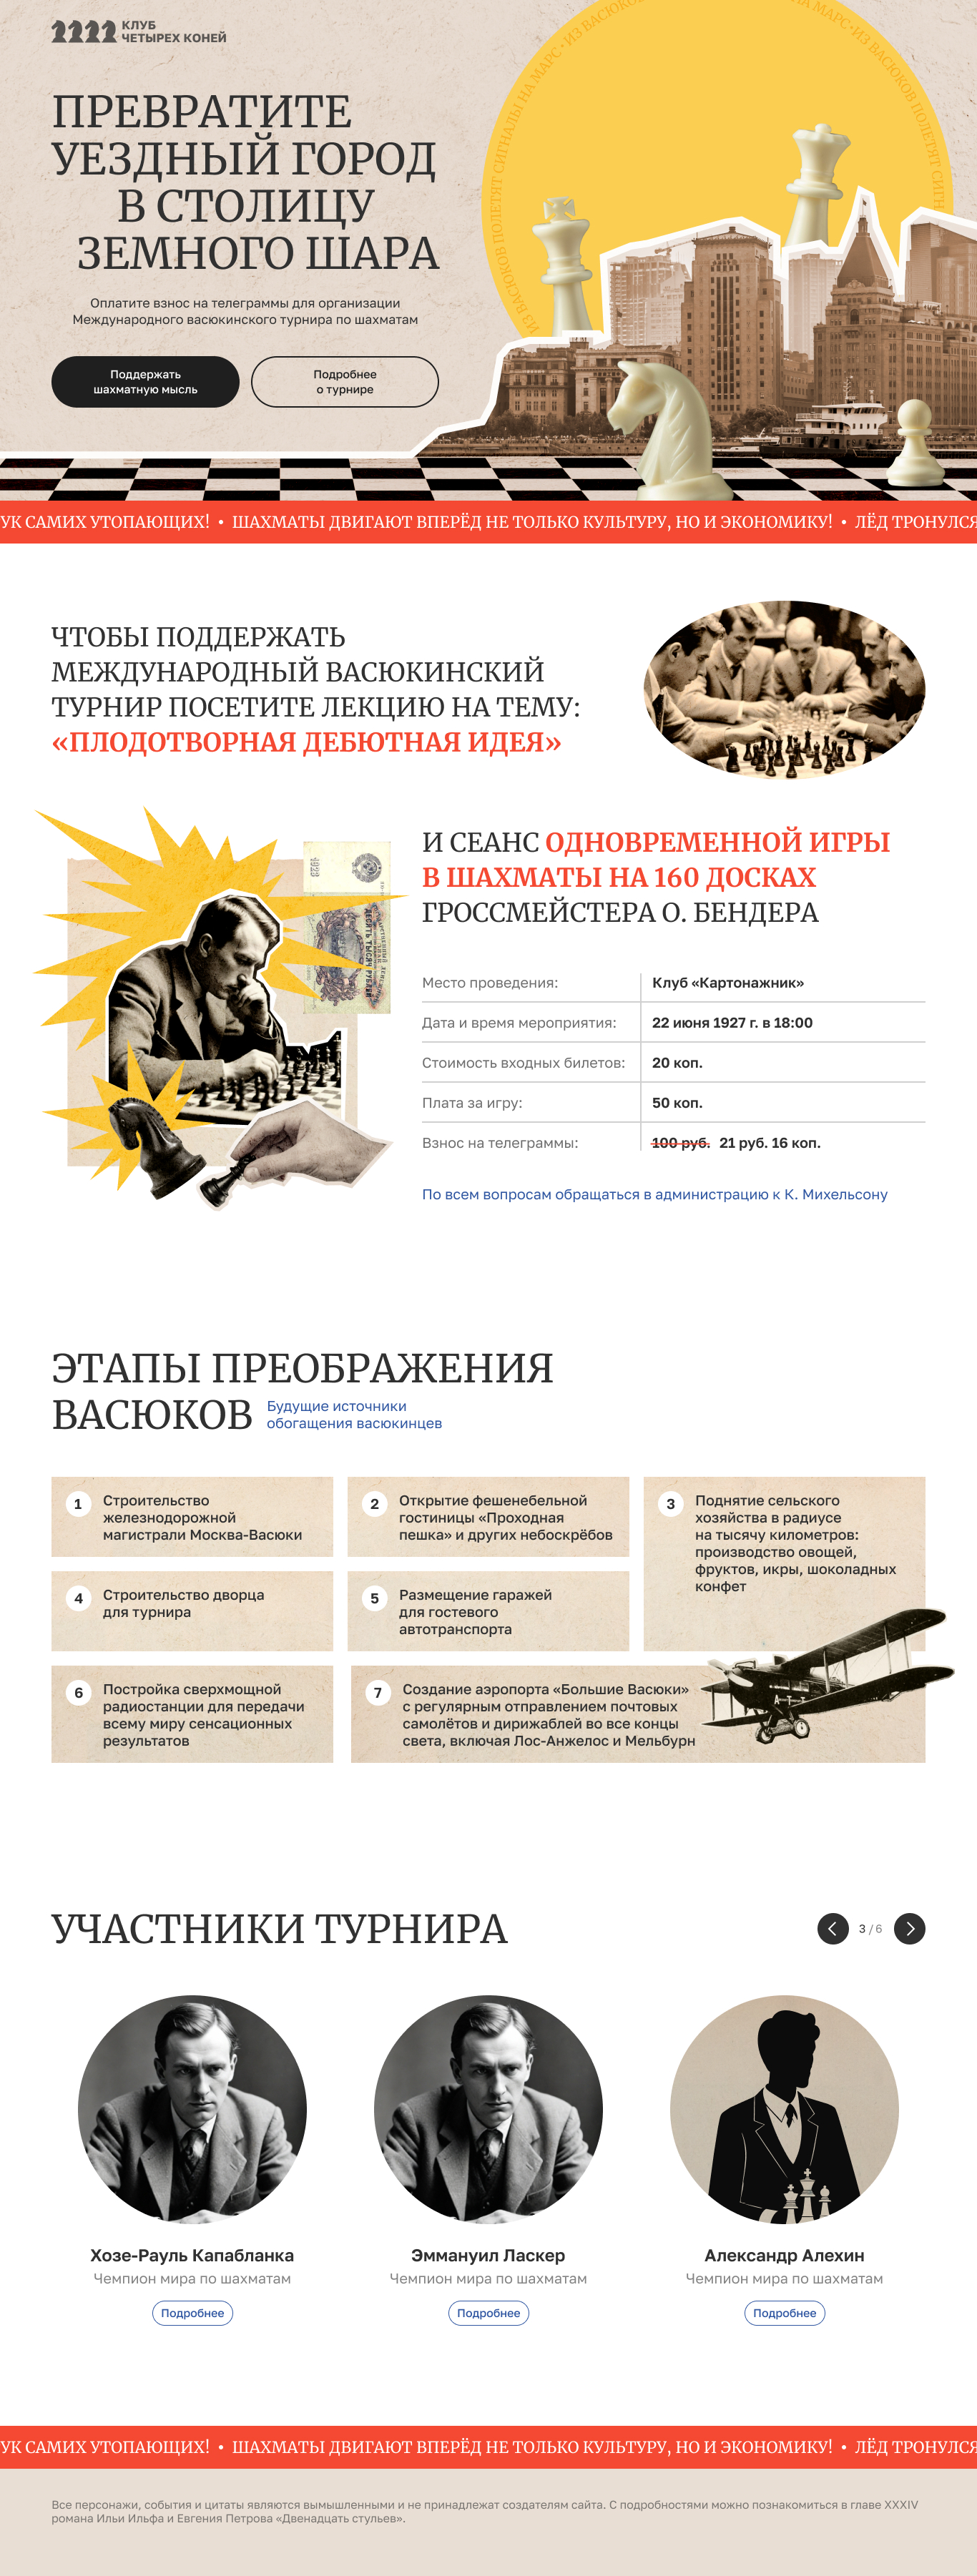 КЛУБ
ЧЕТЫРЕХ КОНЕЙ
ИЗ ВАСЮКОВ ПОЛЕТЯТ СИГНАЛЫ НА МАРС • ИЗ ВАСЮКОВ
НА МАРС • ИЗ ВАСЮКОВ ПОЛЕТЯТ
ПРЕВРАТИТЕ
УЕЗДНЫЙ ГОРОД
В СТОЛИЦУ
ЗЕМНОГО ШАРА
Оплатите взнос на телеграммы для организации
Международного васюкинского турнира по шахматам
Поддержать
шахматную мысль
Подробнее
о турнире
УК САМИХ УТОПАЮЩИХ! • ШАХМАТЫ ДВИГАЮТ ВПЕРЁД НЕ ТОЛЬКО КУЛЬТУРУ, НО И ЭКОНОМИКУ! • ЛЁД ТРОНУЛСЯ
ЧТОБЫ ПОДДЕРЖАТЬ
МЕЖДУНАРОДНЫЙ ВАСЮКИНСКИЙ
ТУРНИР ПОСЕТИТЕ ЛЕКЦИЮ НА ТЕМУ:
«ПЛОДОТВОРНАЯ ДЕБЮТНАЯ ИДЕЯ»
1923
И СЕАНС ОДНОВРЕМЕННОЙ ИГРЫ
В ШАХМАТЫ НА 160 ДОСКАХ
ГРОССМЕЙСТЕРА О. БЕНДЕРА
Место проведения: Клуб «Картонажник»
Дата и время мероприятия: 22 июня 1927 г. в 18:00
Стоимость входных билетов: 20 коп.
Плата за игру: 50 коп.
Взнос на телеграммы: 100 руб. 21 руб. 16 коп.
По всем вопросам обращаться в администрацию к К. Михельсону
ЭТАПЫ ПРЕОБРАЖЕНИЯ
ВАСЮКОВ
Будущие источники
обогащения васюкинцев
1
Строительство
железнодорожной
магистрали Москва-Васюки
2
Открытие фешенебельной
гостиницы «Проходная
пешка» и других небоскрёбов
3
Поднятие сельского
хозяйства в радиусе
на тысячу километров:
производство овощей,
фруктов, икры, шоколадных
конфет
4
Строительство дворца
для турнира
5
Размещение гаражей
для гостевого
автотранспорта
6
Постройка сверхмощной
радиостанции для передачи
всему миру сенсационных
результатов
7
Создание аэропорта «Большие Васюки»
с регулярным отправлением почтовых
самолётов и дирижаблей во все концы
света, включая Лос-Анжелос и Мельбурн
УЧАСТНИКИ ТУРНИРА
3 / 6
Хозе-Рауль Капабланка
Чемпион мира по шахматам
Подробнее
Эммануил Ласкер
Чемпион мира по шахматам
Подробнее
Александр Алехин
Чемпион мира по шахматам
Подробнее
УК САМИХ УТОПАЮЩИХ! • ШАХМАТЫ ДВИГАЮТ ВПЕРЁД НЕ ТОЛЬКО КУЛЬТУРУ, НО И ЭКОНОМИКУ! • ЛЁД ТРОНУЛСЯ
Все персонажи, события и цитаты являются вымышленными и не принадлежат создателям сайта. С подробностями можно познакомиться в главе XXXIV
романа Ильи Ильфа и Евгения Петрова «Двенадцать стульев».